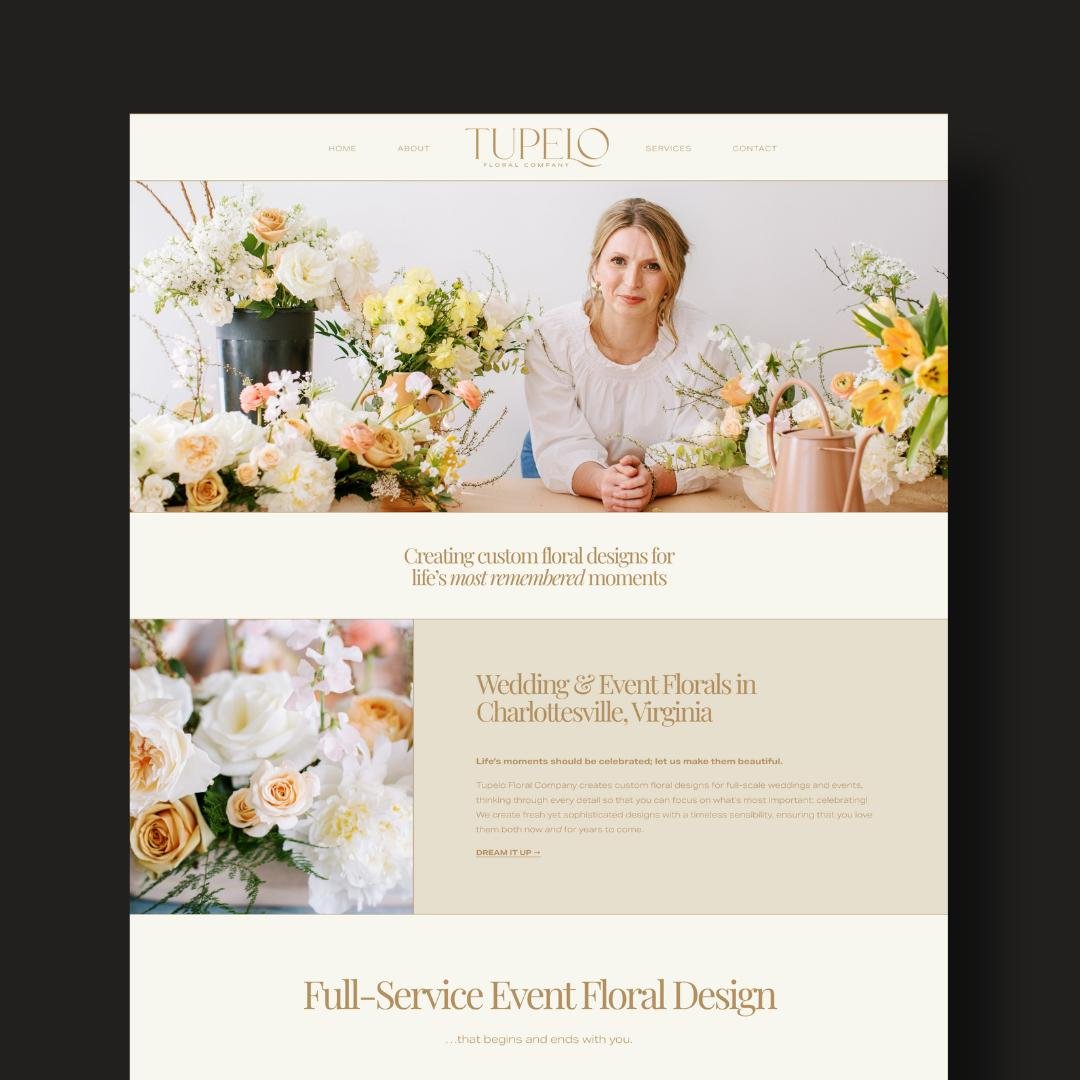 HOME
ABOUT
TUPELO
FLORAL COMPANY
SERVICES
CONTACT
Creating custom floral designs for
life's most remembered moments
Wedding & Event Florals in
Charlottesville, Virginia
Life's moments should be celebrated; let us make them beautiful.
Tupelo Floral Company creates custom floral designs for full-scale weddings and events,
thinking through every detail so that you can focus on what's most important: celebrating!
We create fresh yet sophisticated designs with a timeless sensibility, ensuring that you love
them both now and for years to come.
DREAM IT UP →
Full-Service Event Floral Design
...that begins and ends with you.